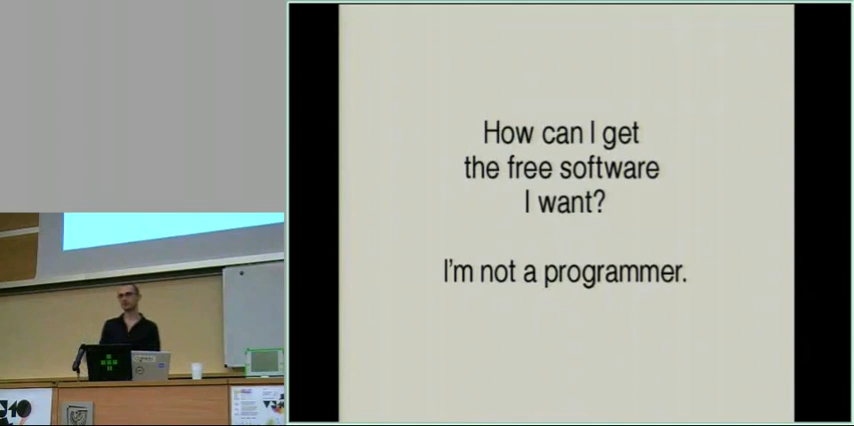 How can I get
the free software
I want?
I'm not a programmer.